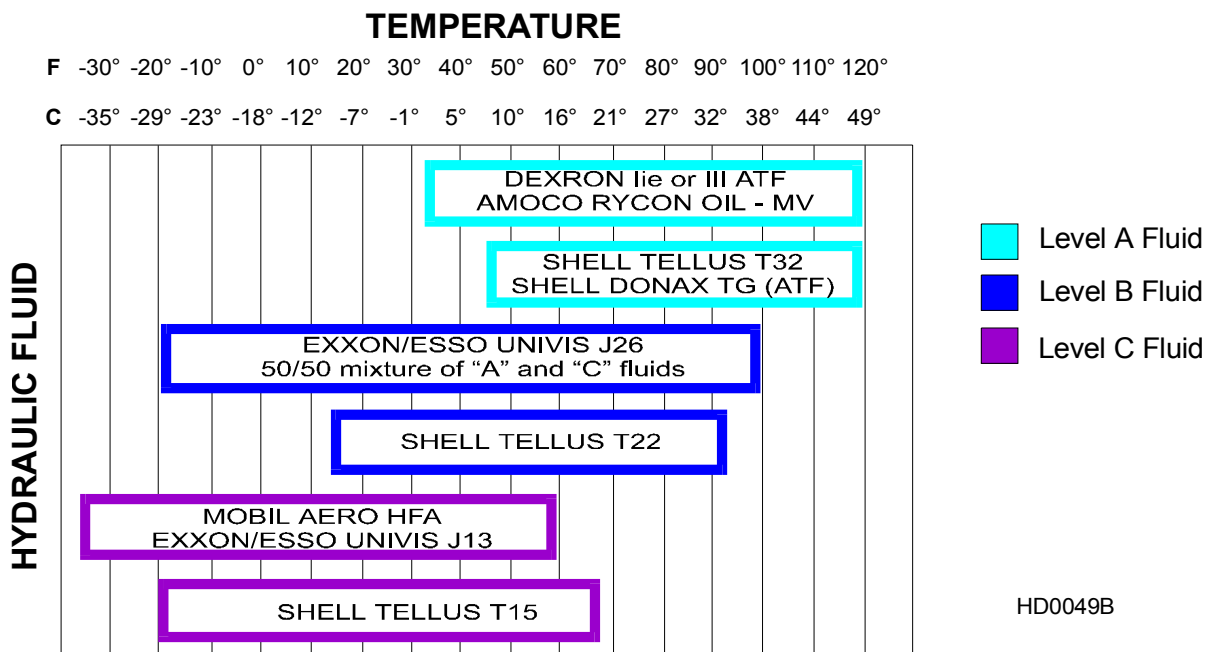 TEMPERATURE
F -30° -20° -10° 0° 10° 20° 30° 40° 50° 60° 70° 80° 90° 100° 110° 120°
C -35° -29° -23° -18° -12° -7° -1° 5° 10° 16° 21° 27° 32° 38° 44° 49°
HYDRAULIC FLUID
DEXRON IIe or III ATF
AMOCO RYCON OIL - MV
SHELL TELLUS T32
SHELL DONAX TG (ATF)
EXXON/ESSO UNIVIS J26
50/50 mixture of “A” and “C” fluids
SHELL TELLUS T22
MOBIL AERO HFA
EXXON/ESSO UNIVIS J13
SHELL TELLUS T15
Level A Fluid
Level B Fluid
Level C Fluid
HD0049B